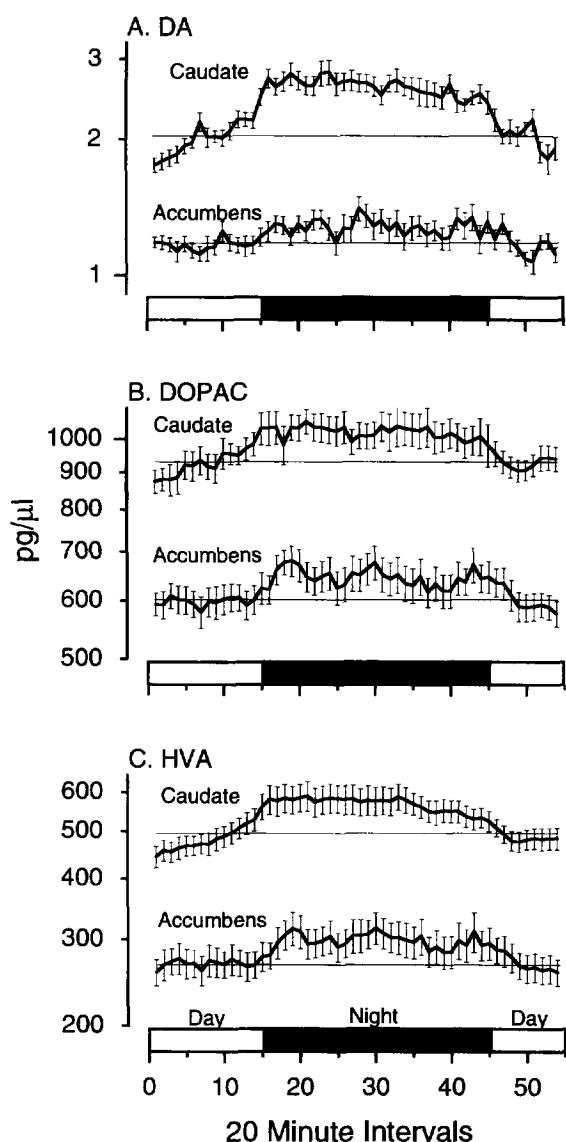 A. DA
3
Caudate
2
Accumbens
1
B. DOPAC
Caudate
1000
900
800
Accumbens
700
600
500
pg/μl
C. HVA
600
Caudate
500
400
Accumbens
300
200
Day Night Day
0 10 20 30 40 50
20 Minute Intervals